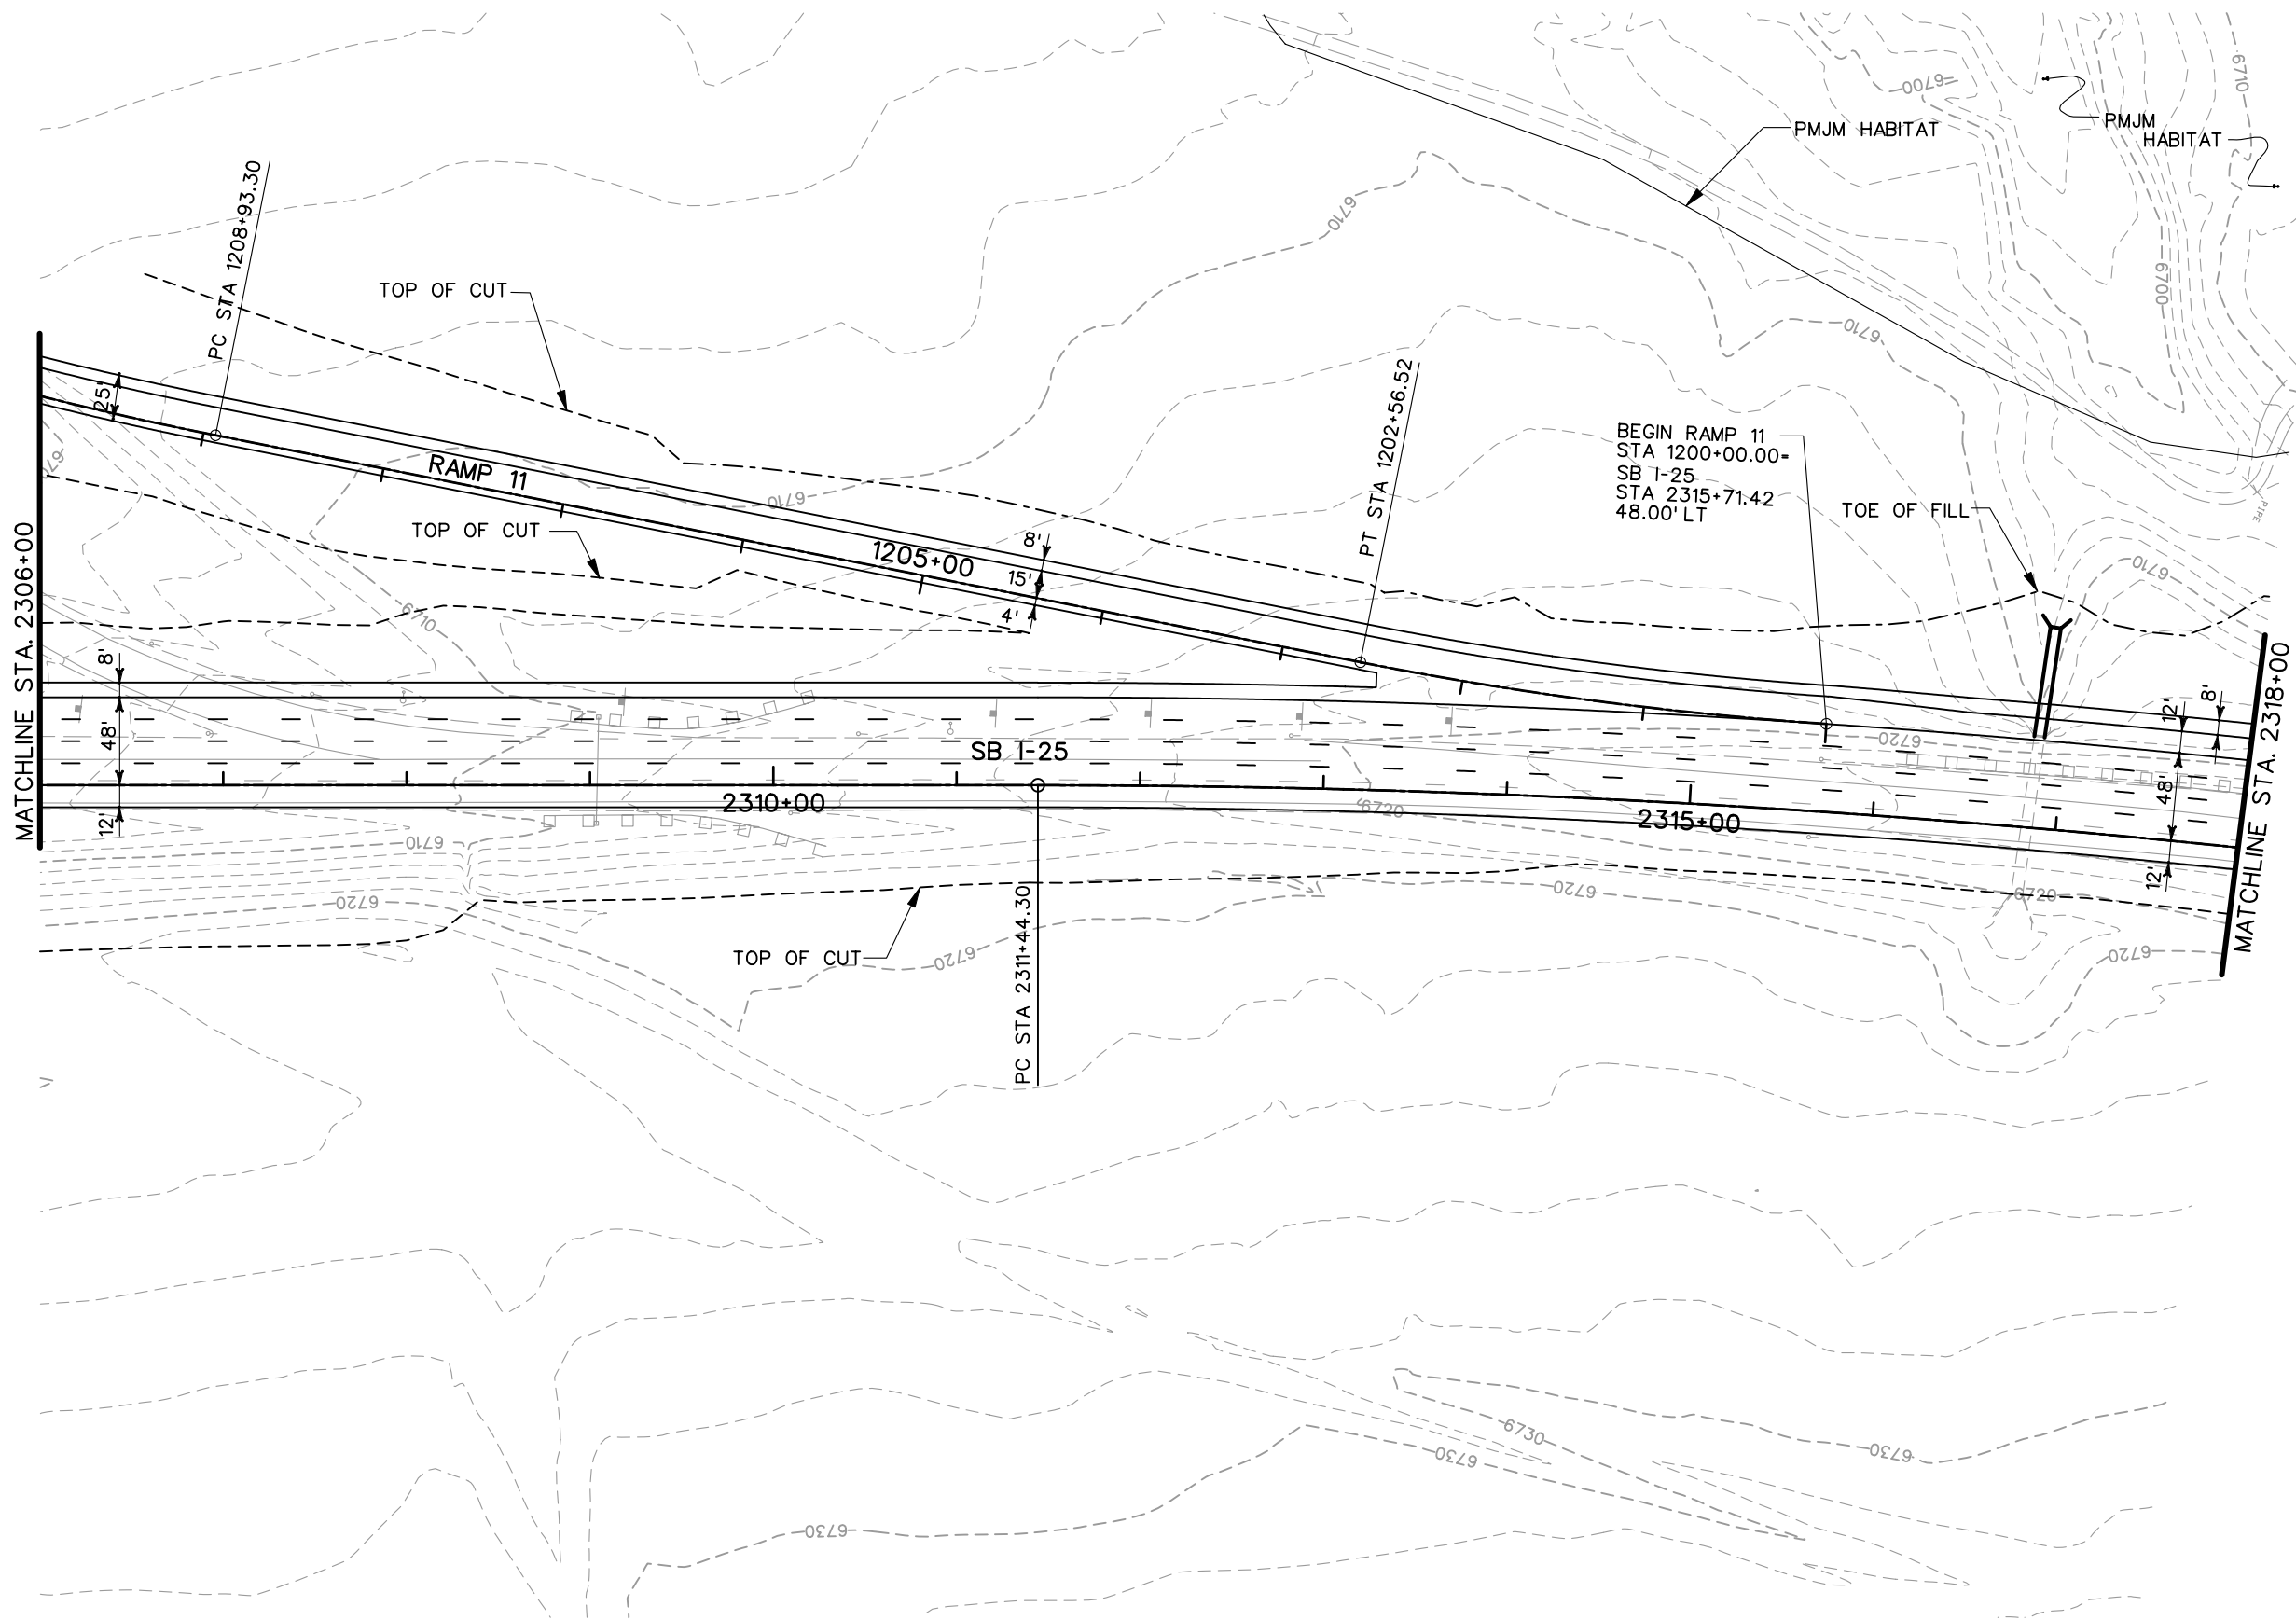 6710
-6700-
PMJM HABITAT
PMJM
HABITAT
PC STA 1208+93.30
6710
TOP OF CUT
6700
6710
25'
PT STA 1202+56.52
BEGIN RAMP 11
STA 1200+00.00=
SB I-25
STA 2315+71.42
48.00' LT
RAMP 11
6710
TOE OF FILL
PIPE
TOP OF CUT
1205+00
8'
15'
4'
6710
6710
MATCHLINE STA. 2306+00
8'
48'
12'
SB I-25
2310+00
6720
6720
2315+00
12'
8'
48'
12'
MATCHLINE STA. 2318+00
6710
6720
6720
6720
PC STA 2311+44.30
TOP OF CUT
6720
6720
6730
6730
6730
6730